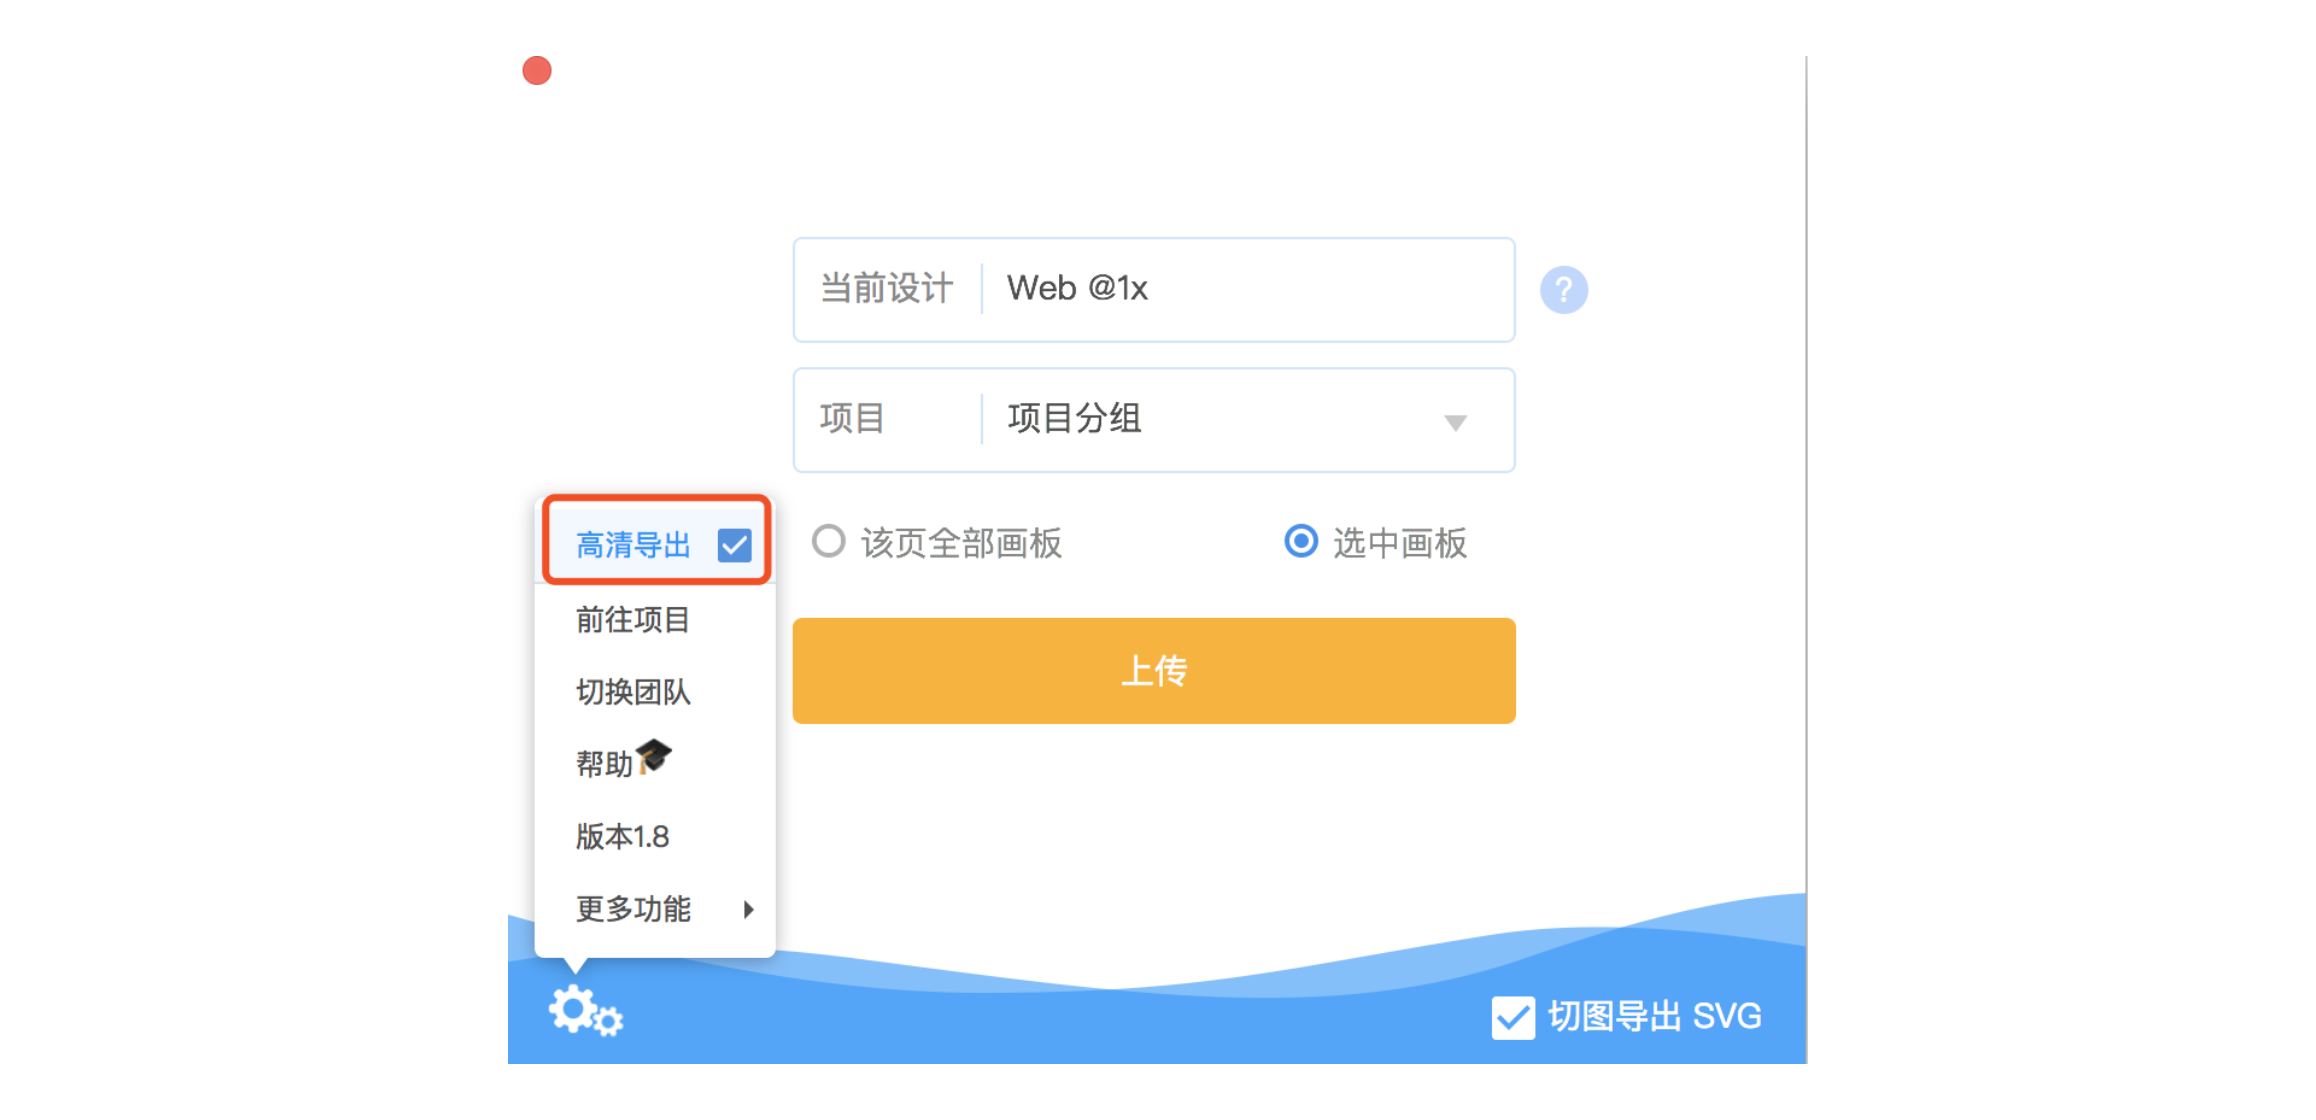 当前设计 Web @1x
?
项目 项目分组
高清导出
该页全部画板 选中画板
前往项目
上传
切换团队
帮助
版本1.8
更多功能
切图导出 SVG